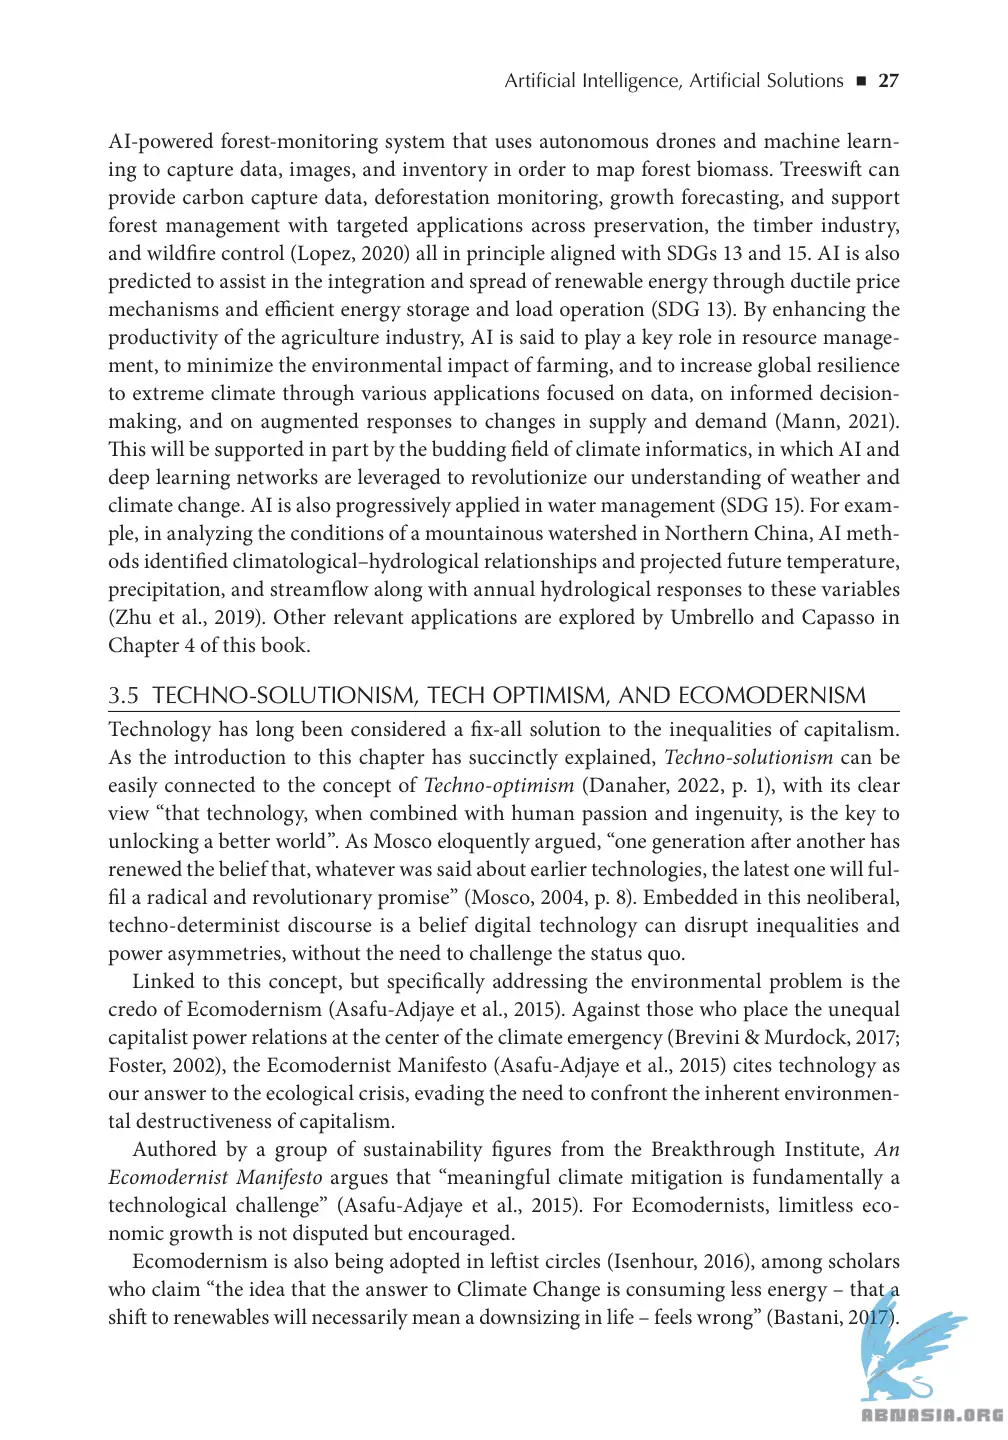 Artificial Intelligence, Artificial Solutions ■ 27
AI-powered forest-monitoring system that uses autonomous drones and machine learn-
ing to capture data, images, and inventory in order to map forest biomass. Treeswift can
provide carbon capture data, deforestation monitoring, growth forecasting, and support
forest management with targeted applications across preservation, the timber industry,
and wildfire control (Lopez, 2020) all in principle aligned with SDGs 13 and 15. AI is also
predicted to assist in the integration and spread of renewable energy through ductile price
mechanisms and efficient energy storage and load operation (SDG 13). By enhancing the
productivity of the agriculture industry, AI is said to play a key role in resource manage-
ment, to minimize the environmental impact of farming, and to increase global resilience
to extreme climate through various applications focused on data, on informed decision-
making, and on augmented responses to changes in supply and demand (Mann, 2021).
This will be supported in part by the budding field of climate informatics, in which AI and
deep learning networks are leveraged to revolutionize our understanding of weather and
climate change. AI is also progressively applied in water management (SDG 15). For exam-
ple, in analyzing the conditions of a mountainous watershed in Northern China, AI meth-
ods identified climatological–hydrological relationships and projected future temperature,
precipitation, and streamflow along with annual hydrological responses to these variables
(Zhu et al., 2019). Other relevant applications are explored by Umbrello and Capasso in
Chapter 4 of this book.
3.5 TECHNO-SOLUTIONISM, TECH OPTIMISM, AND ECOMODERNISM
Technology has long been considered a fix-all solution to the inequalities of capitalism.
As the introduction to this chapter has succinctly explained, Techno-solutionism can be
easily connected to the concept of Techno-optimism (Danaher, 2022, p. 1), with its clear
view “that technology, when combined with human passion and ingenuity, is the key to
unlocking a better world”. As Mosco eloquently argued, “one generation after another has
renewed the belief that, whatever was said about earlier technologies, the latest one will ful-
fil a radical and revolutionary promise” (Mosco, 2004, p. 8). Embedded in this neoliberal,
techno-determinist discourse is a belief digital technology can disrupt inequalities and
power asymmetries, without the need to challenge the status quo.
Linked to this concept, but specifically addressing the environmental problem is the
credo of Ecomodernism (Asafu-Adjaye et al., 2015). Against those who place the unequal
capitalist power relations at the center of the climate emergency (Brevini & Murdock, 2017;
Foster, 2002), the Ecomodernist Manifesto (Asafu-Adjaye et al., 2015) cites technology as
our answer to the ecological crisis, evading the need to confront the inherent environmen-
tal destructiveness of capitalism.
Authored by a group of sustainability figures from the Breakthrough Institute, An
Ecomodernist Manifesto argues that “meaningful climate mitigation is fundamentally a
technological challenge” (Asafu-Adjaye et al., 2015). For Ecomodernists, limitless eco-
nomic growth is not disputed but encouraged.
Ecomodernism is also being adopted in leftist circles (Isenhour, 2016), among scholars
who claim “the idea that the answer to Climate Change is consuming less energy – that a
shift to renewables will necessarily mean a downsizing in life – feels wrong” (Bastani, 2017).
ABNASIA.ORG